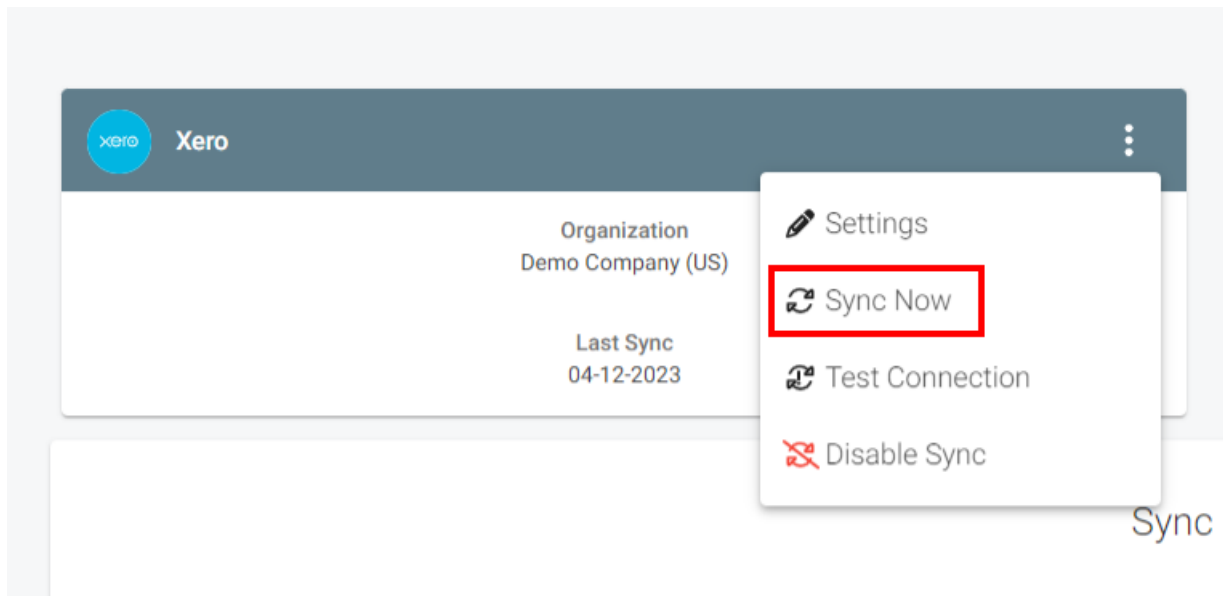 xero
Xero
Organization
Demo Company (US)
Last Sync
04-12-2023
Settings
Sync Now
Test Connection
Disable Sync
Sync